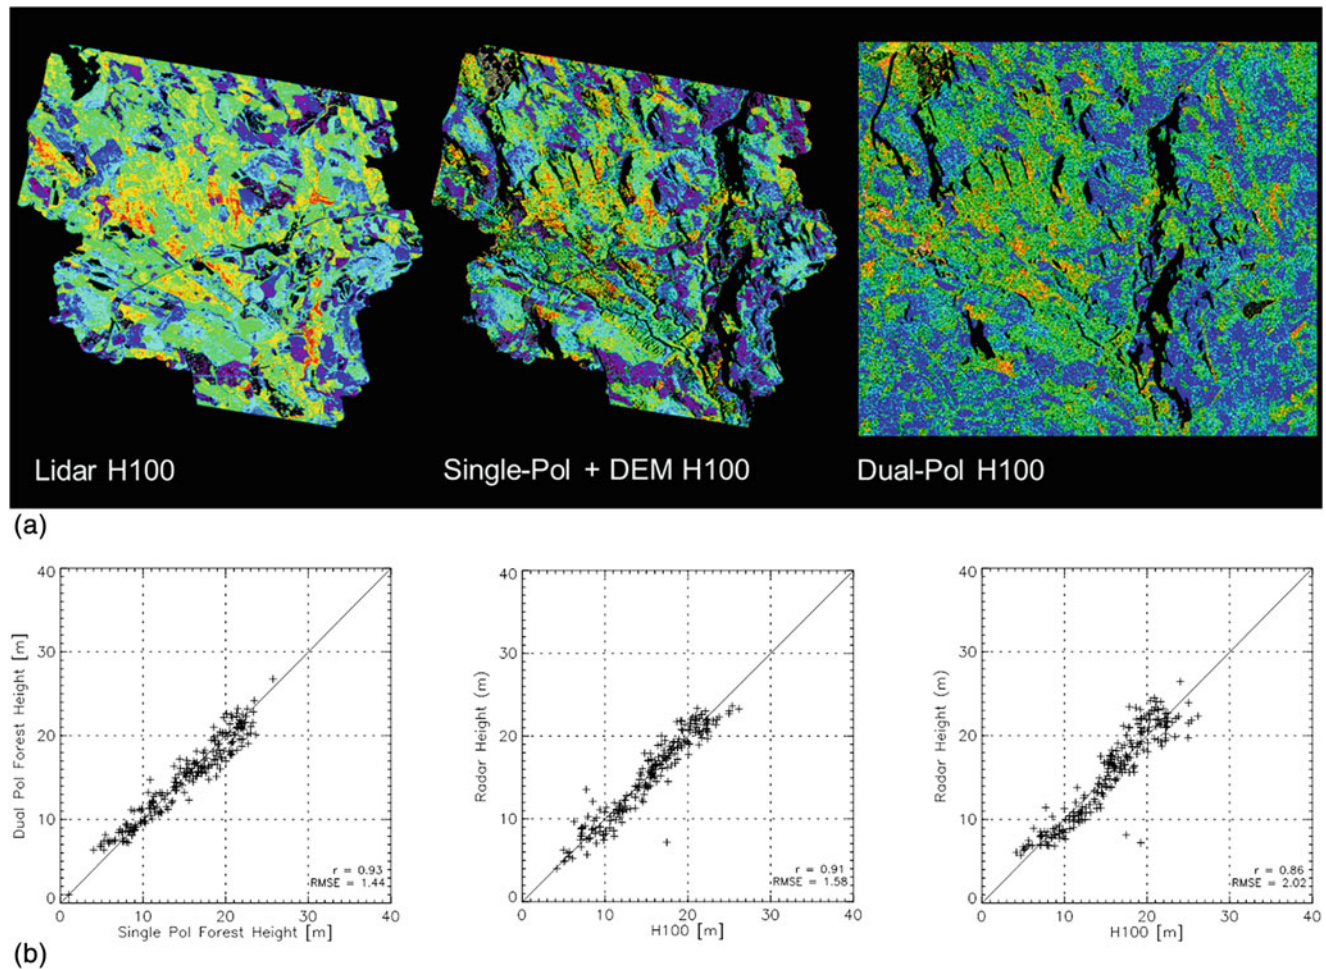 Lidar H100
Single-Pol + DEM H100
Dual-Pol H100
(a)
40
30
20
10
0
Dual Pol Forest Height [m]
r = 0.93
RMSE = 1.44
0 10 20 30 40
Single Pol Forest Height [m]
40
30
20
10
0
Radar Height (m)
r = 0.91
RMSE = 1.58
0 10 20 30 40
H100 [m]
40
30
20
10
0
Radar Height (m)
r = 0.86
RMSE = 2.02
0 10 20 30 40
H100 [m]
(b)